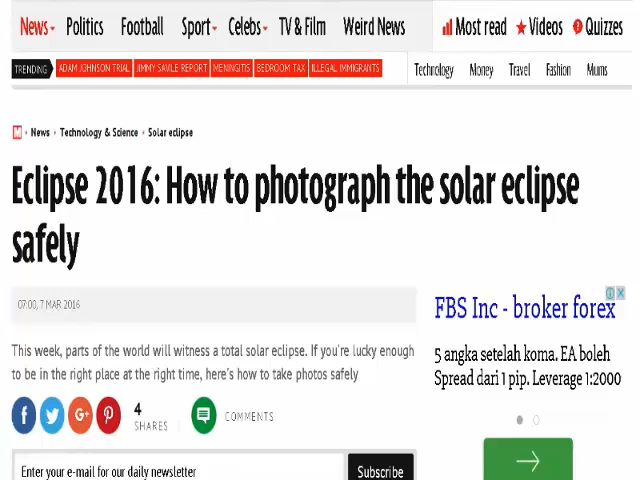 News Politics Football Sport Celebs TV & Film Weird News Most read Videos Quizzes
TRENDING ADAM JOHNSON TRIAL JIMMY SAVILE REPORT MENINGITIS BEDROOM TAX ILLEGAL IMMIGRANTS Technology Money Travel Fashion Mums
M News Technology & Science Solar eclipse
Eclipse 2016: How to photograph the solar eclipse
safely
07:00, 7 MAR 2016
This week, parts of the world will witness a total solar eclipse. If you're lucky enough
to be in the right place at the right time, here's how to take photos safely
4
SHARES
COMMENTS
Enter your e-mail for our daily newsletter Subscribe
FBS Inc - broker forex
5 angka setelah koma. EA boleh
Spread dari 1 pip. Leverage 1:2000